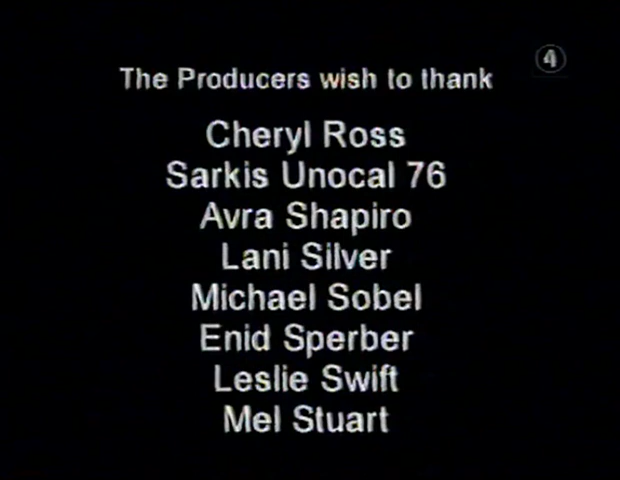 The Producers wish to thank
4
Cheryl Ross
Sarkis Unocal 76
Avra Shapiro
Lani Silver
Michael Sobel
Enid Sperber
Leslie Swift
Mel Stuart